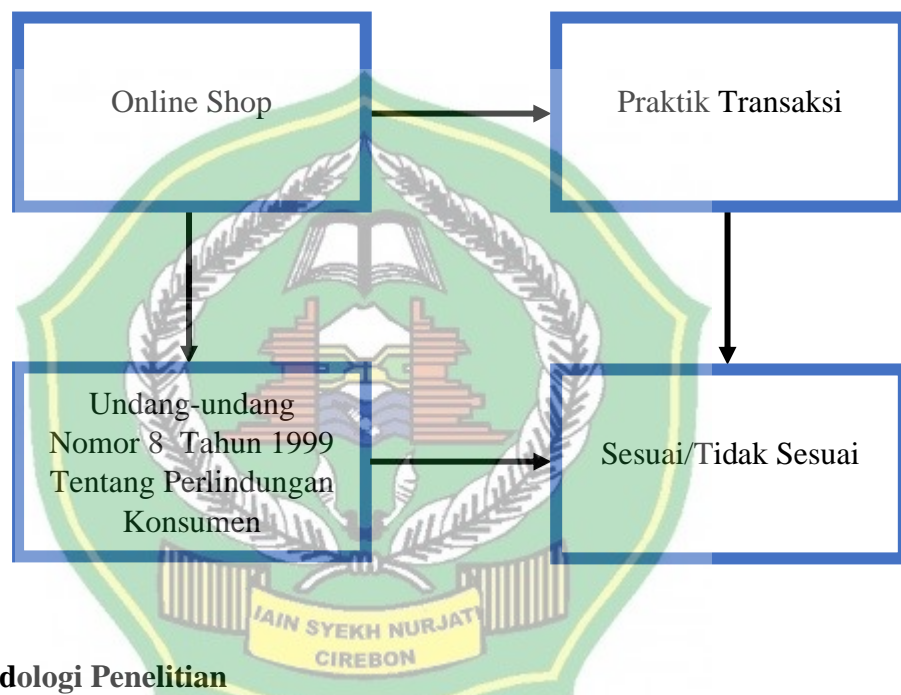 Online Shop
Praktik Transaksi
Undang-undang
Nomor 8 Tahun 1999
Tentang Perlindungan
Konsumen
Sesuai/Tidak Sesuai
IAIN SYEKH NURJATI
CIREBON
dologi Penelitian